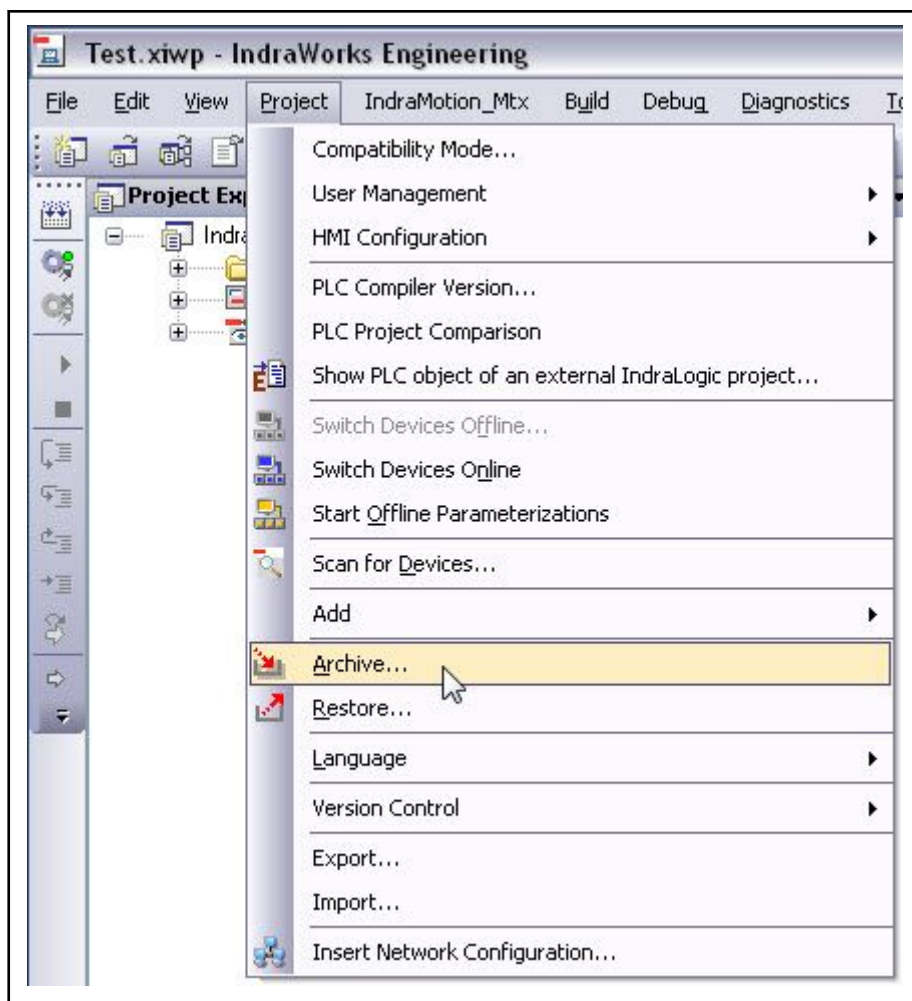 Test.xiwp - IndraWorks Engineering
File Edit View Project IndraMotion_Mtx Build Debug Diagnostics
Compatibility Mode...
Project
User Management
Indra
HMI Configuration
PLC Compiler Version...
PLC Project Comparison
Show PLC object of an external IndraLogic project...
Switch Devices Offline...
Switch Devices Online
Start Offline Parameterizations
Scan for Devices...
Add
Archive...
Restore...
Language
Version Control
Export...
Import...
Insert Network Configuration...